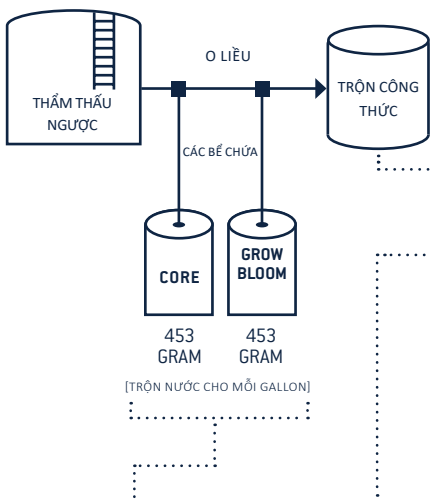 O LIỀU
THẨM THẤU
NGƯỢC
TRỘN CÔNG
THỨC
CÁC BỂ CHỨA
CORE
GROW
BLOOM
453
GRAM
453
GRAM
[TRỘN NƯỚC CHO MỖI GALLON]